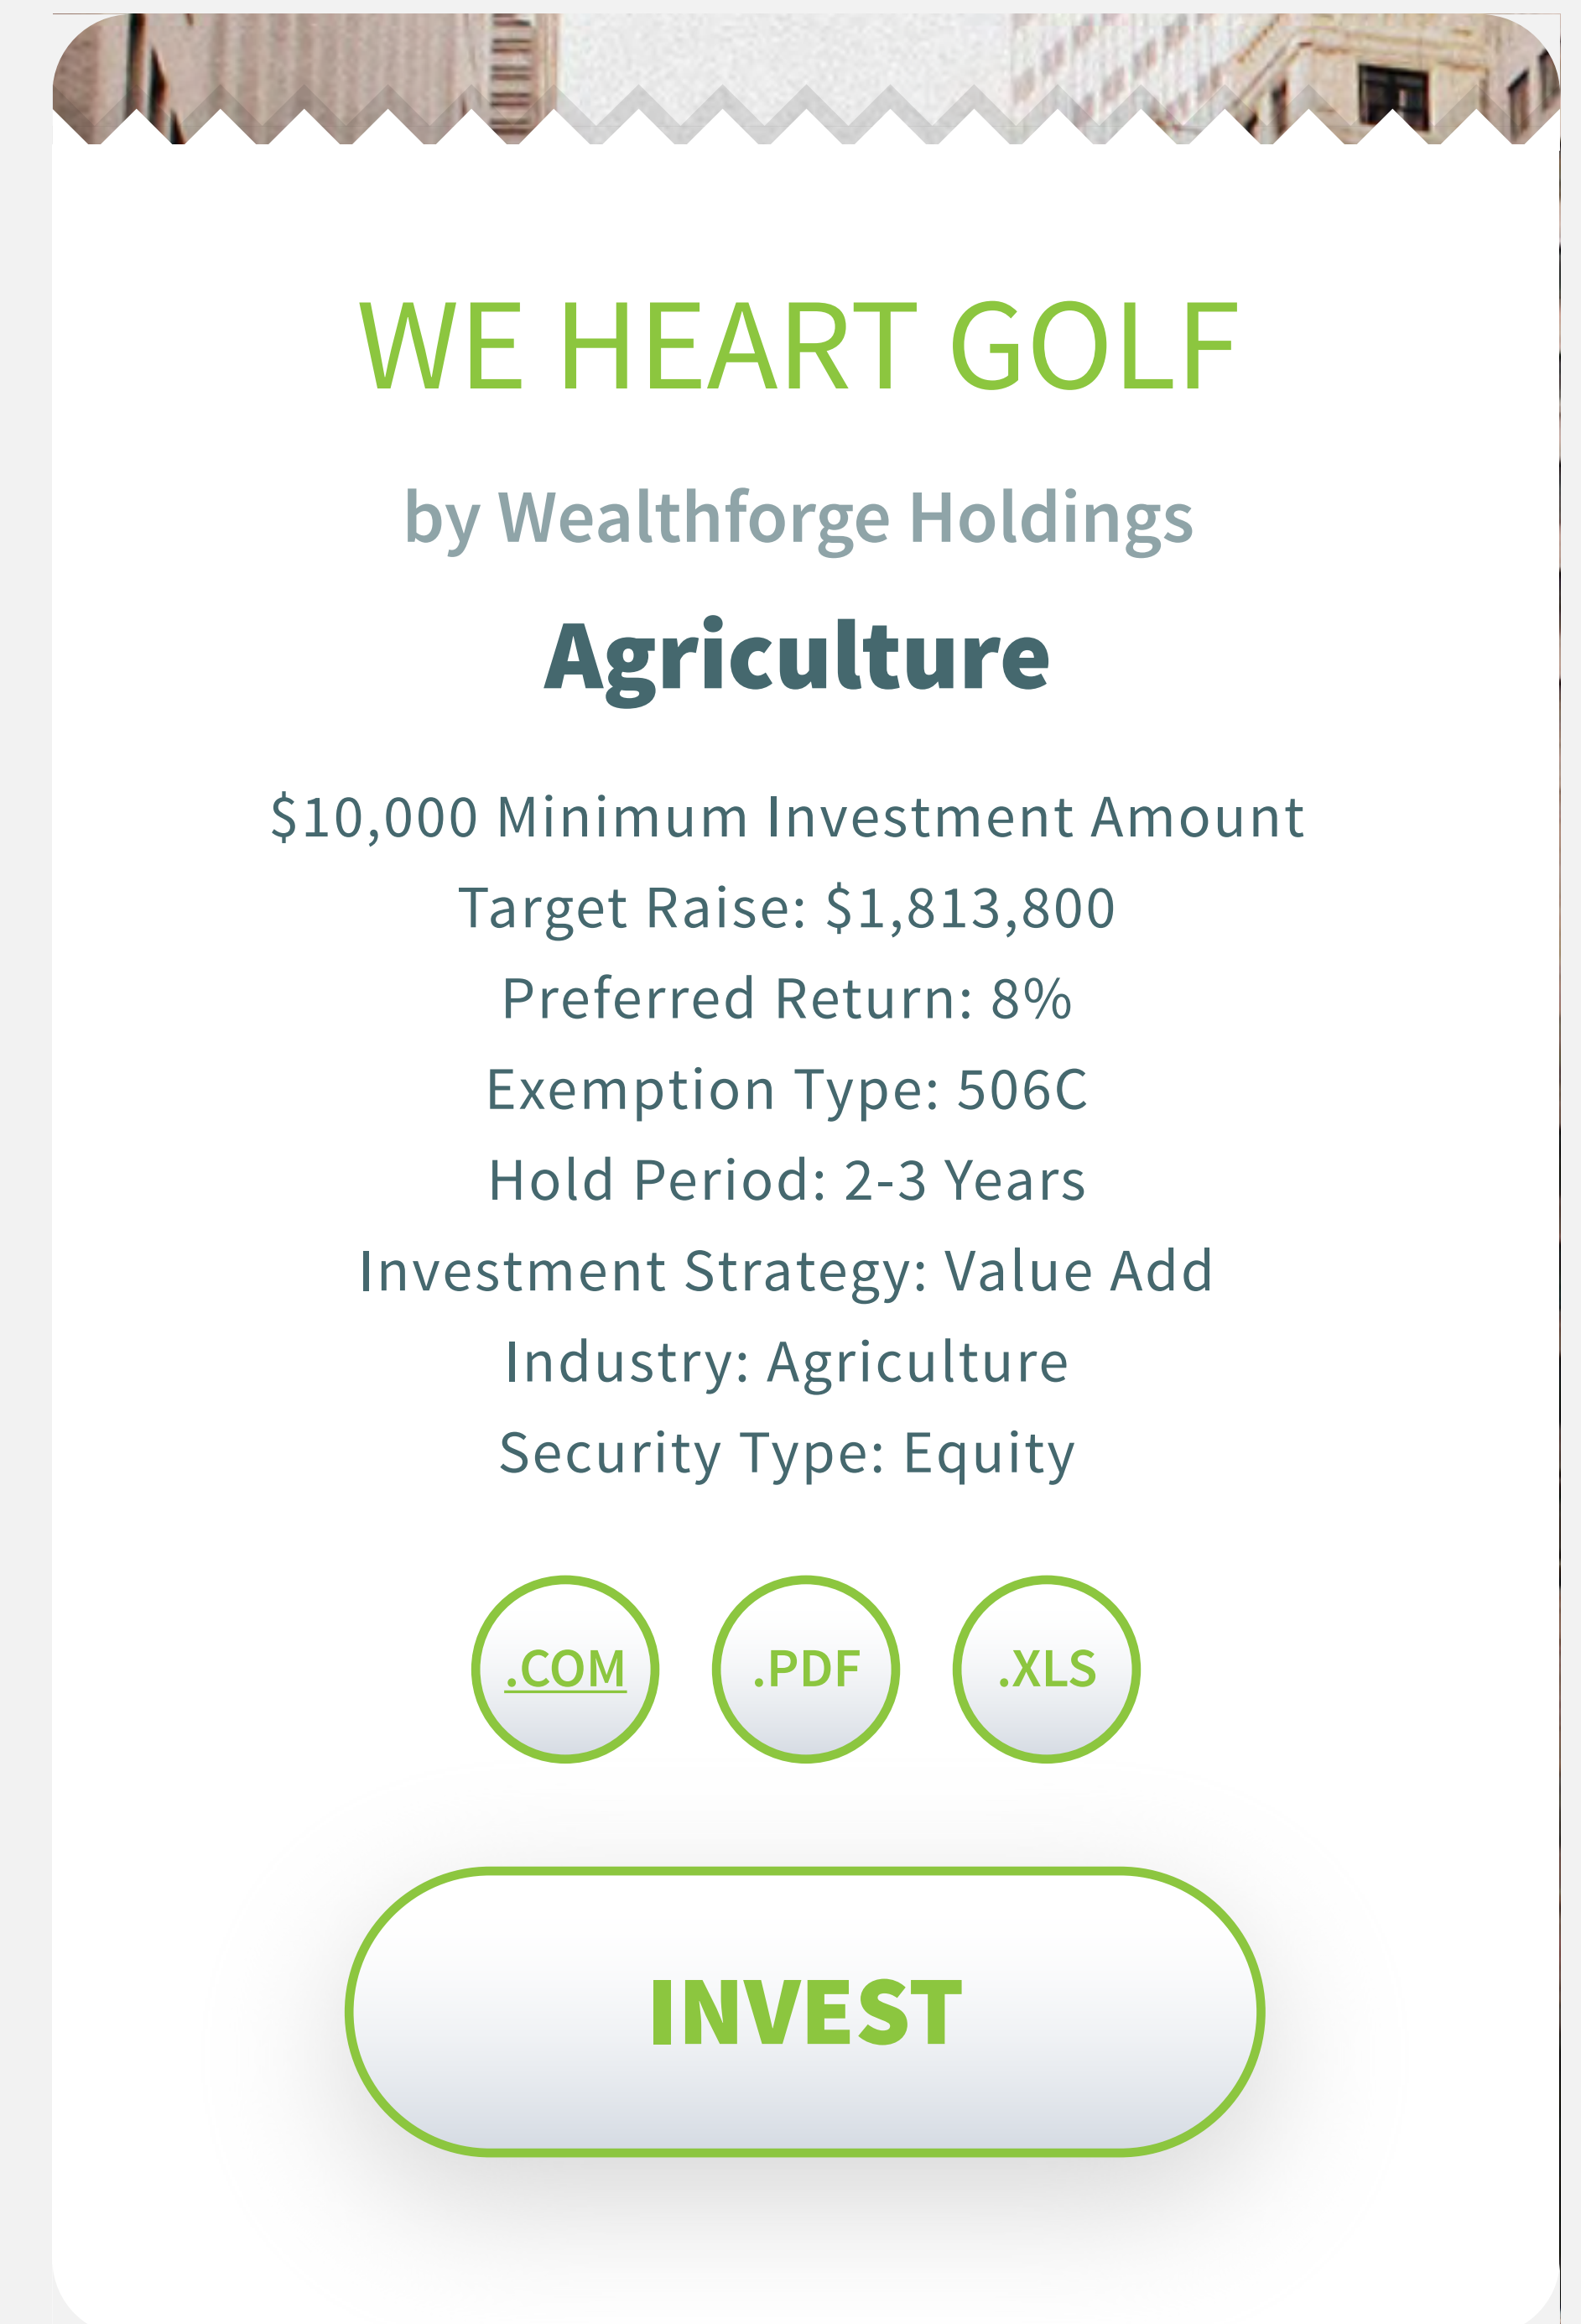 WE HEART GOLF
by Wealthforge Holdings
Agriculture
$10,000 Minimum Investment Amount
Target Raise: $1,813,800
Preferred Return: 8%
Exemption Type: 506C
Hold Period: 2-3 Years
Investment Strategy: Value Add
Industry: Agriculture
Security Type: Equity
.COM .PDF .XLS
INVEST